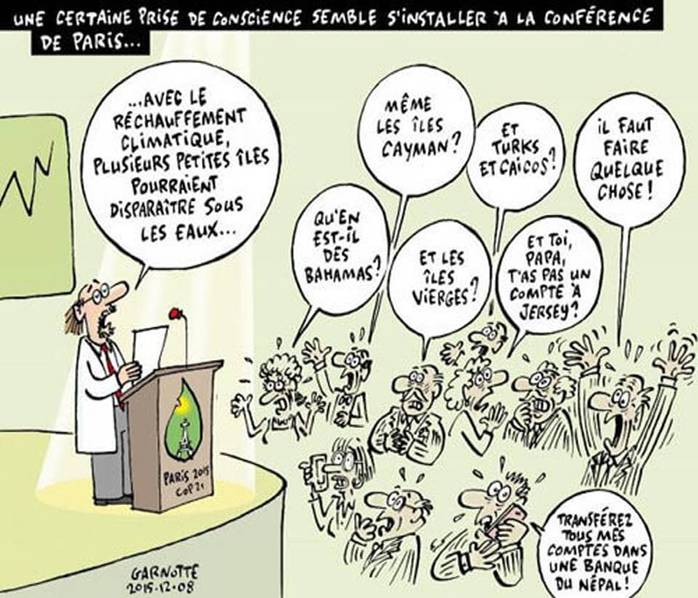 UNE CERTAINE PRISE DE CONSCIENCE SEMBLE S'INSTALLER À LA CONFÉRENCE
DE PARIS...
...AVEC LE
RÉCHAUFFEMENT
CLIMATIQUE,
PLUSIEURS PETITES ÎLES
POURRAIENT
DISPARAÎTRE SOUS
LES EAUX...
QU'EN
EST-IL
DES
BAHAMAS?
MÊME
LES ÎLES
CAYMAN?
ET LES
ÎLES
VIERGES?
ET
TURKS
ET CAICOS?
ET TOI,
PAPA,
T'AS PAS UN
COMPTE À
JERSEY?
IL FAUT
FAIRE
QUELQUE
CHOSE!
TRANSFÉREZ
TOUS MES
COMPTES DANS
UNE BANQUE
DU NÉPAL!
PARIS 2015
COP21
GARNOTTE
2015-12-08